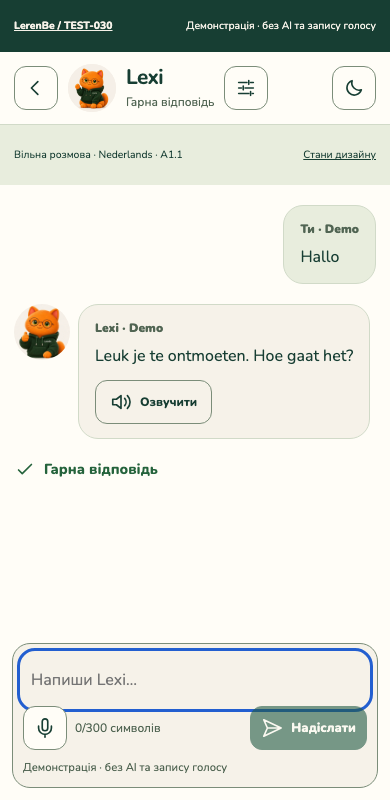 LerenBe / TEST-030
Демонстрація · без AI та запису голосу
Lexi
Гарна відповідь
Вільна розмова · Nederlands · A1.1
Стани дизайну
Ти · Demo
Hallo
Lexi · Demo
Leuk je te ontmoeten. Hoe gaat het?
Озвучити
Гарна відповідь
Напиши Lexi...
0/300 символів
Надіслати
Демонстрація · без AI та запису голосу